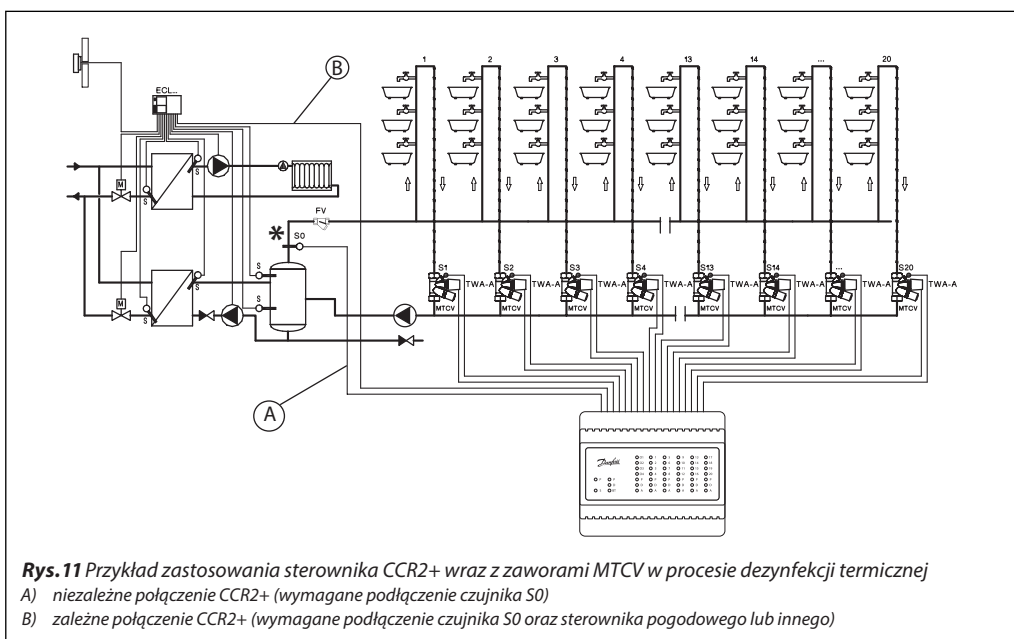 B
1 2 3 4 13 14 ... 20
ECL...
M
S
S
FV
S0
S
S
M
S
S
S1 S2 S3 S4 S13 S14 ... S20
TWA-A TWA-A TWA-A TWA-A TWA-A TWA-A TWA-A TWA-A
MTCV MTCV MTCV MTCV MTCV MTCV MTCV MTCV
A
Danfoss
Rys.11 Przykład zastosowania sterownika CCR2+ wraz z zaworami MTCV w procesie dezynfekcji termicznej
A) niezależne połączenie CCR2+ (wymagane podłączenie czujnika S0)
B) zależne połączenie CCR2+ (wymagane podłączenie czujnika S0 oraz sterownika pogodowego lub innego)